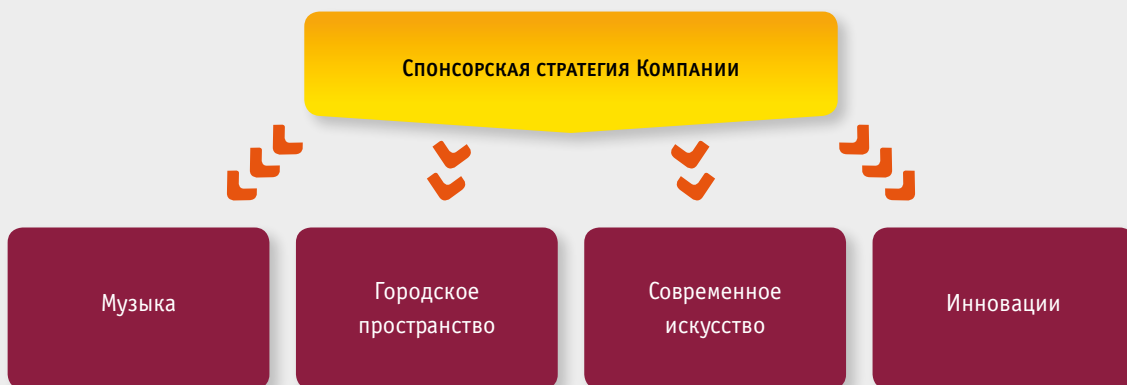 Спонсорская стратегия Компании
Музыка
Городское
пространство
Современное
искусство
Инновации